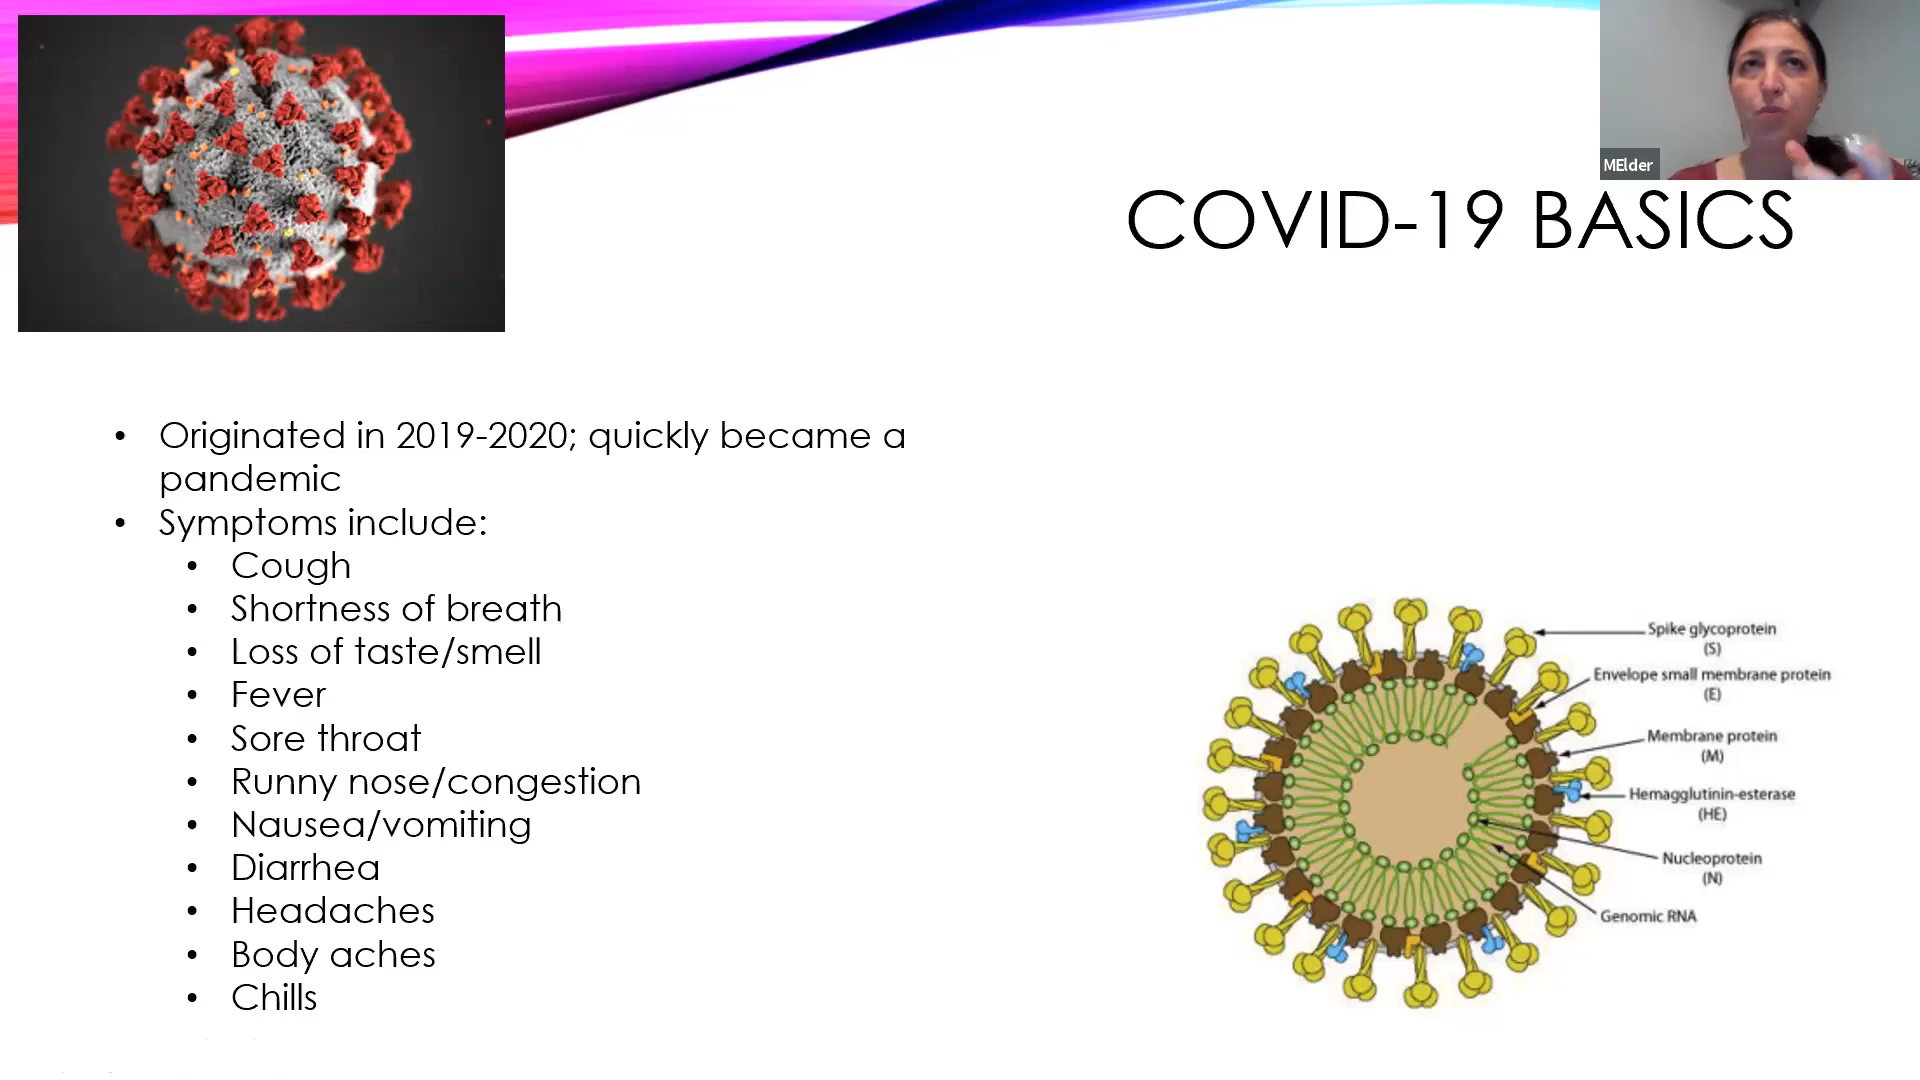 MElder
COVID-19 BASICS
• Originated in 2019-2020; quickly became a
pandemic
• Symptoms include:
• Cough
• Shortness of breath
• Loss of taste/smell
• Fever
• Sore throat
• Runny nose/congestion
• Nausea/vomiting
• Diarrhea
• Headaches
• Body aches
• Chills
Spike glycoprotein
(S)
Envelope small membrane protein
(E)
Membrane protein
(M)
Hemagglutinin-esterase
(HE)
Nucleoprotein
(N)
Genomic RNA